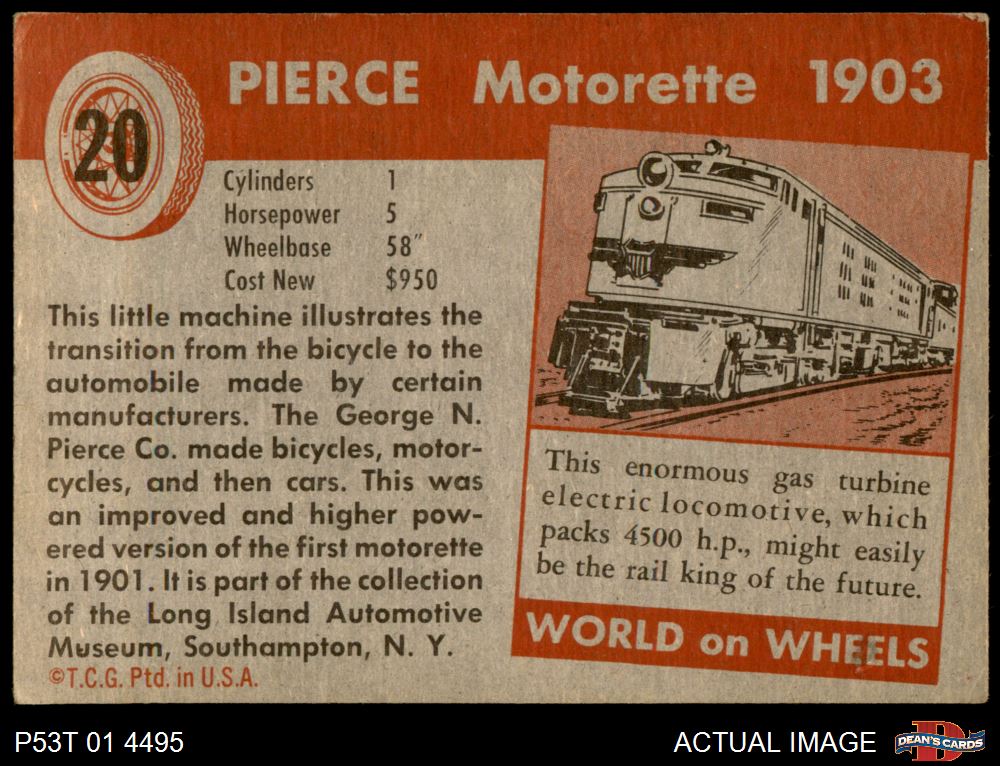 20
PIERCE Motorette 1903
Cylinders 1
Horsepower 5
Wheelbase 58"
Cost New $950
This little machine illustrates the
transition from the bicycle to the
automobile made by certain
manufacturers. The George N.
Pierce Co. made bicycles, motor-
cycles, and then cars. This was
an improved and higher pow-
ered version of the first motorette
in 1901. It is part of the collection
of the Long Island Automotive
Museum, Southampton, N. Y.
©T.C.G. Ptd. in U.S.A.
This enormous gas turbine
electric locomotive, which
packs 4500 h.p., might easily
be the rail king of the future.
WORLD on WHEELS
P53T 01 4495
ACTUAL IMAGE
DEAN'S CARDS